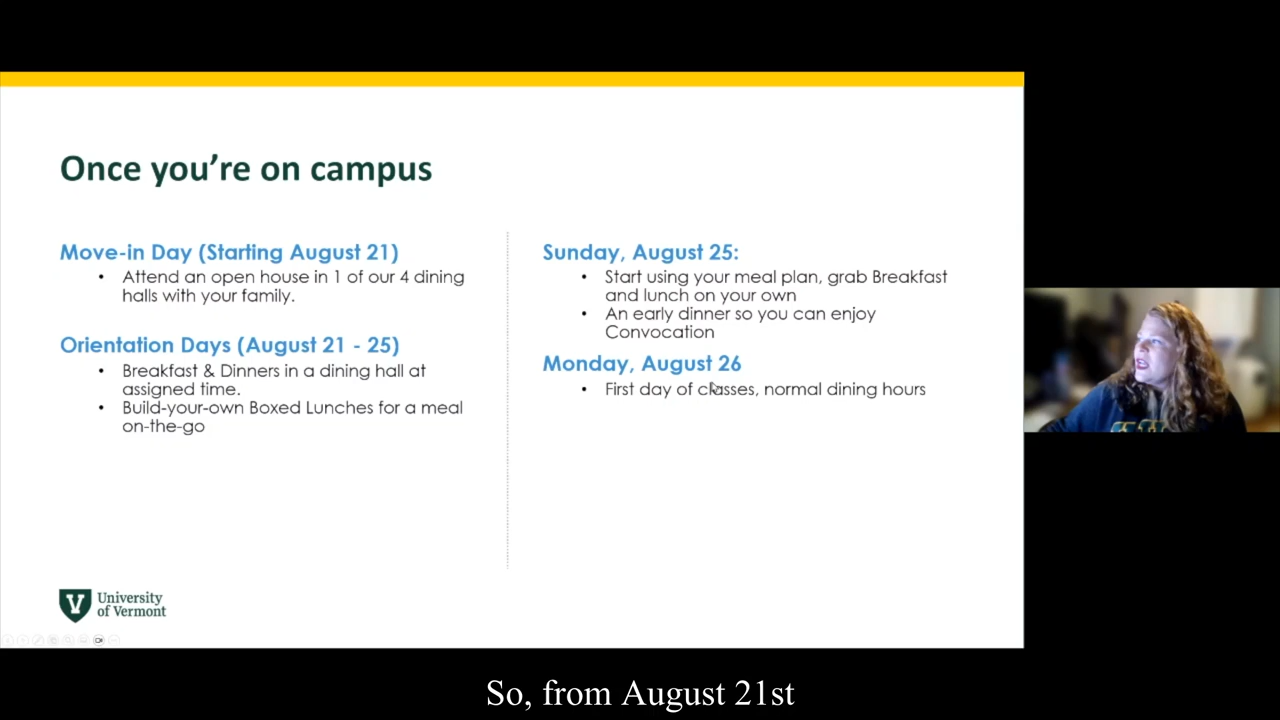 Once you're on campus
Move-in Day (Starting August 21)
• Attend an open house in 1 of our 4 dining
halls with your family.
Orientation Days (August 21 - 25)
• Breakfast & Dinners in a dining hall at
assigned time.
• Build-your-own Boxed Lunches for a meal
on-the-go
Sunday, August 25:
• Start using your meal plan, grab Breakfast
and lunch on your own
• An early dinner so you can enjoy
Convocation
Monday, August 26
• First day of classes, normal dining hours
University
of Vermont
So, from August 21st